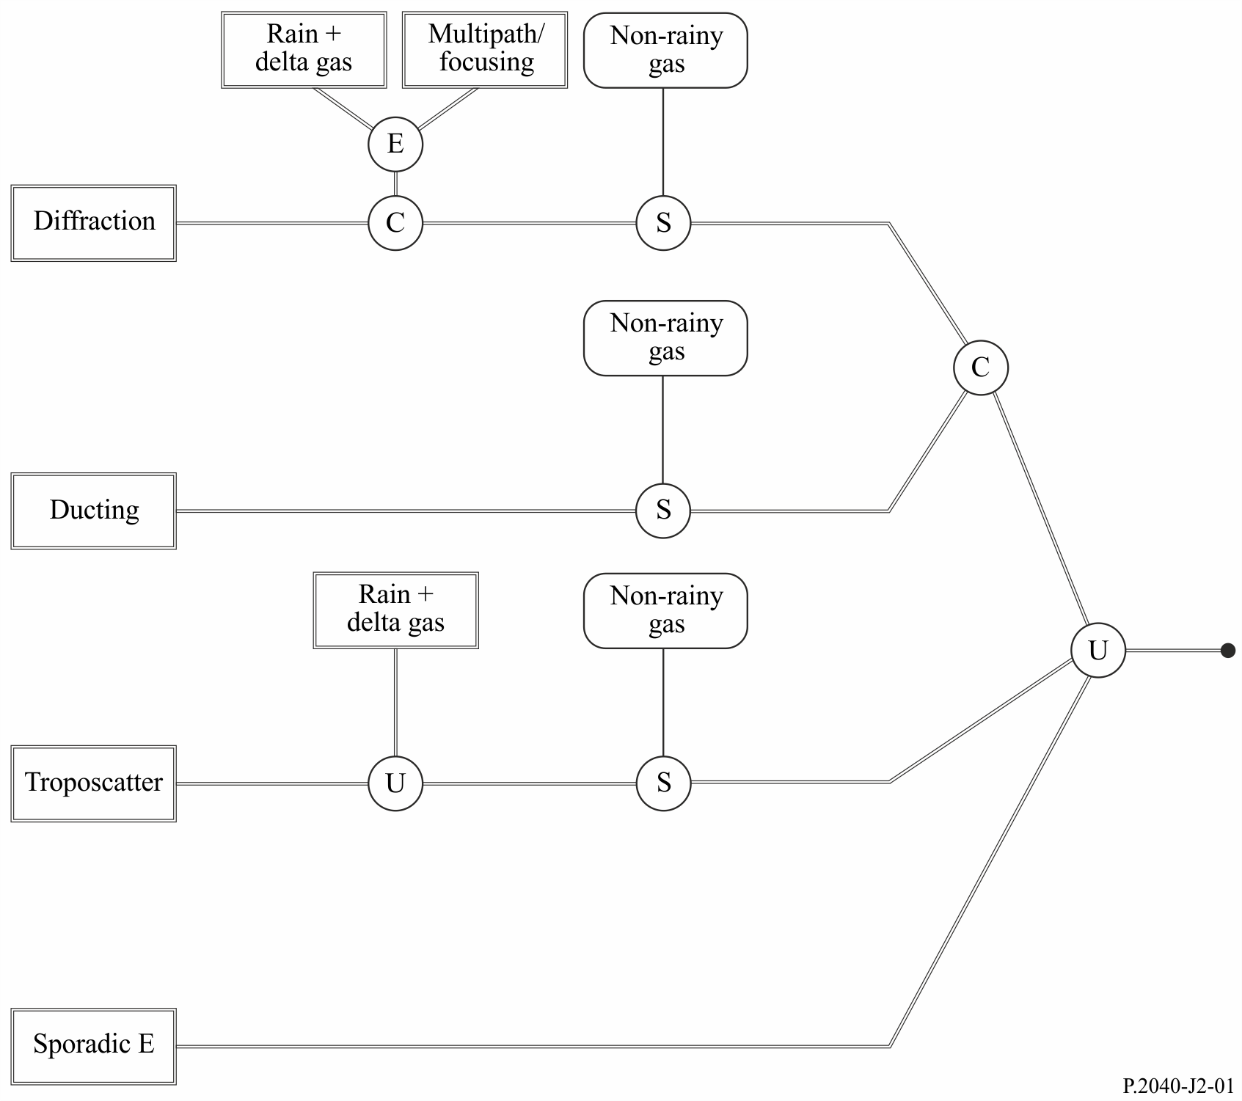 Rain +
delta gas
Multipath/
focusing
Non-rainy
gas
E
Diffraction
C
S
Non-rainy
gas
C
Ducting
S
Rain +
delta gas
Non-rainy
gas
U
Troposcatter
U
S
Sporadic E
P.2040-J2-01